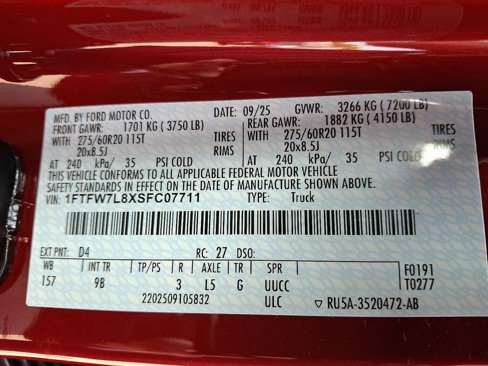 MFD. BY FORD MOTOR CO. DATE: 09/25 GVWR: 3266 KG (7200 LB)
FRONT GAWR: 1701 KG (3750 LB) REAR GAWR: 1882 KG (4150 LB)
275/60R20 115T TIRES 275/60R20 115T TIRES
20x8.5J RIMS 20x8.5J RIMS
AT 240 kPa/ 35 PSI COLD AT 240 kPa/ 35 PSI COLD
THIS VEHICLE CONFORMS TO ALL APPLICABLE FEDERAL MOTOR VEHICLE
SAFETY STANDARDS IN EFFECT ON THE DATE OF MANUFACTURE SHOWN ABOVE.
VIN: 1FTFW7L8XSFC07711 TYPE: Truck
EXT PNT: D4 RC: 27 DSO:
WB INT TR TP/PS R AXLE TR SPR F0191
157 9B 3 L5 G UUCC T0277
2202509105832 ULC ▽ RU5A-3520472-AB